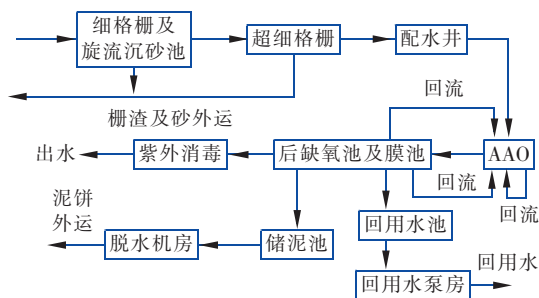 细格栅及
旋流沉砂池
超细格栅
配水井
栅渣及砂外运
回流
出水
紫外消毒
后缺氧池及膜池
AAO
回流
回流
泥饼
外运
脱水机房
储泥池
回用水池
回用水
回用水泵房